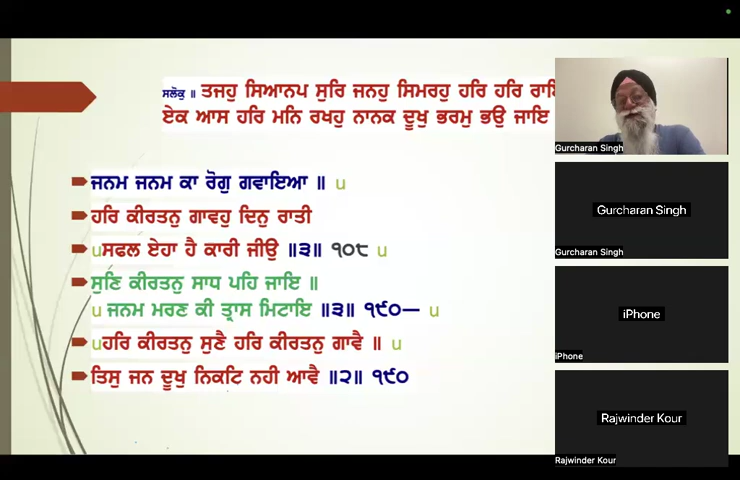 ਸਲੋਕੁ ॥ ਤਜਹੁ ਸਿਆਨਪ ਸੁਰਿ ਜਨਹੁ ਸਿਮਰਹੁ ਹਰਿ ਹਰਿ
ਏਕ ਆਸ ਹਰਿ ਮਨਿ ਰਖਹੁ ਨਾਨਕ ਦੂਖੁ ਭਰਮੁ ਭਉ ਜਾਇ
ਜਨਮ ਜਨਮ ਕਾ ਰੋਗੁ ਗਵਾਇਆ ॥ u
ਹਰਿ ਕੀਰਤਨੁ ਗਾਵਹੁ ਦਿਨੁ ਰਾਤੀ
uਸਫਲ ਏਹਾ ਹੈ ਕਾਰੀ ਜੀਉ ॥੩॥ ੧੦੮ u
ਸੁਣਿ ਕੀਰਤਨੁ ਸਾਧ ਪਹਿ ਜਾਇ ॥
u ਜਨਮ ਮਰਣ ਕੀ ਤ੍ਰਾਸ ਮਿਟਾਇ ॥੩॥ ੧੯੦— u
uਹਰਿ ਕੀਰਤਨੁ ਸੁਣੈ ਹਰਿ ਕੀਰਤਨੁ ਗਾਵੈ ॥ u
ਤਿਸੁ ਜਨ ਦੂਖੁ ਨਿਕਟਿ ਨਹੀ ਆਵੈ ॥੨॥ ੧੯੦
Gurcharan Singh
Gurcharan Singh
Gurcharan Singh
iPhone
iPhone
Rajwinder Kour
Rajwinder Kour